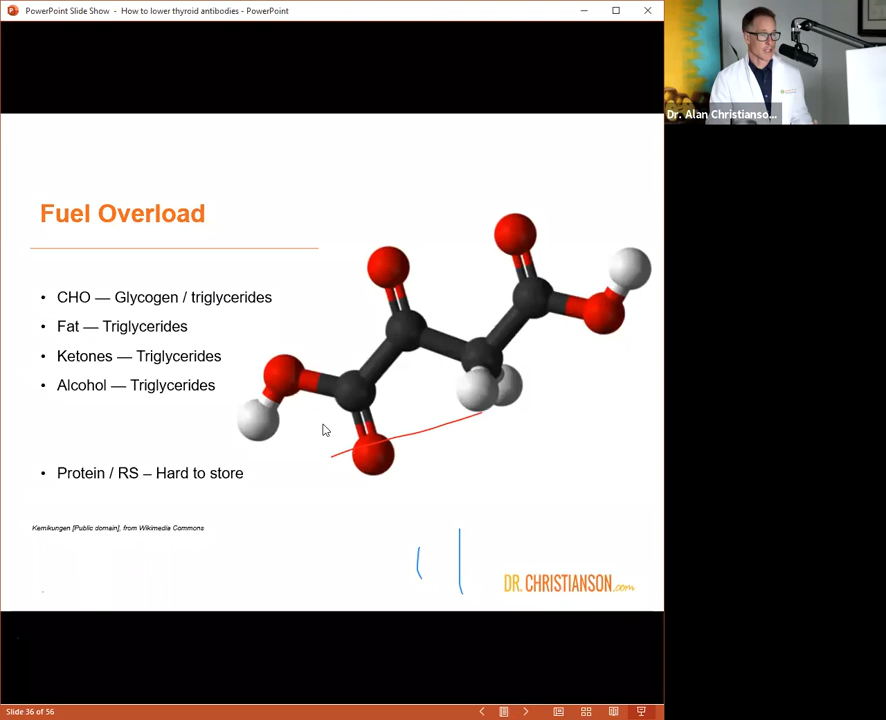 PowerPoint Slide Show - How to lower thyroid antibodies - PowerPoint
Dr. Alan Christianso...
Fuel Overload
• CHO — Glycogen / triglycerides
• Fat — Triglycerides
• Ketones — Triglycerides
• Alcohol — Triglycerides
• Protein / RS – Hard to store
Kemikungen [Public domain], from Wikimedia Commons
DR. CHRISTIANSON.com
Slide 36 of 56